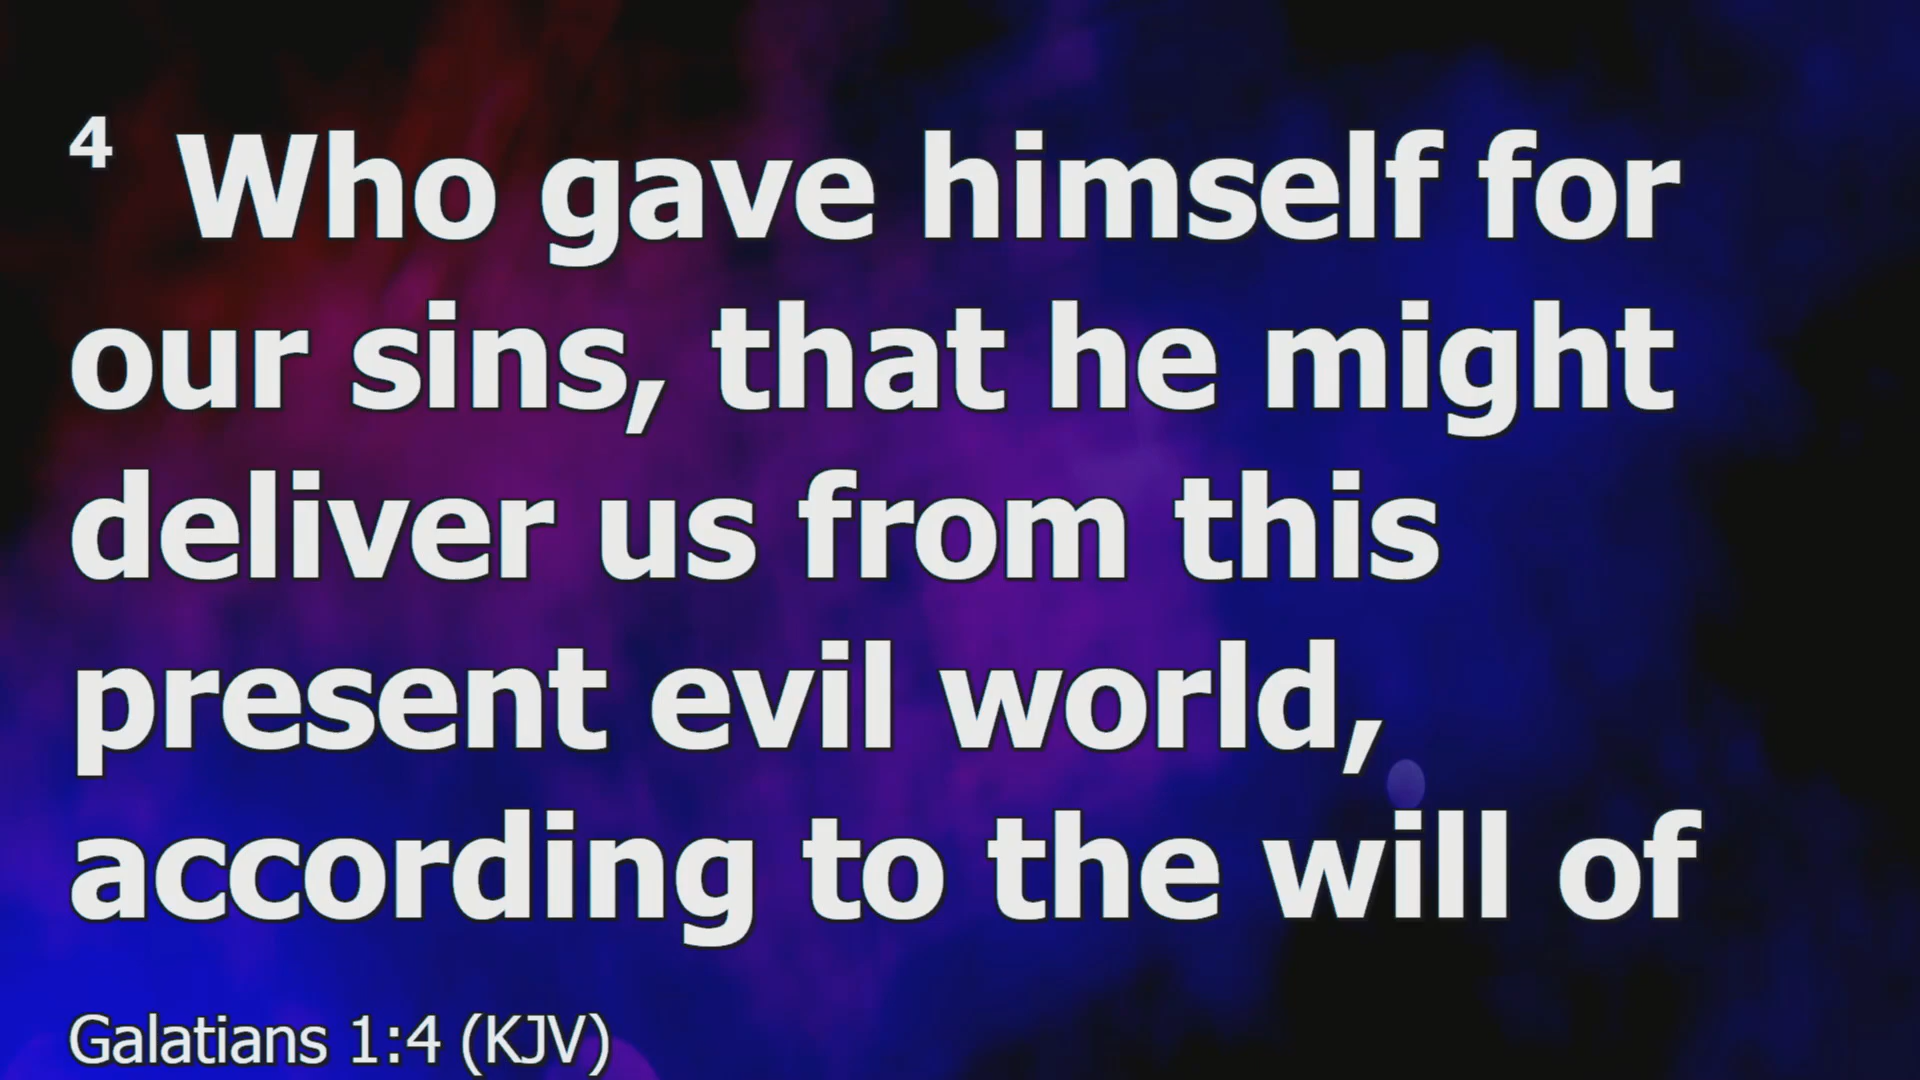 4 Who gave himself for
our sins, that he might
deliver us from this
present evil world,
according to the will of
Galatians 1:4 (KJV)